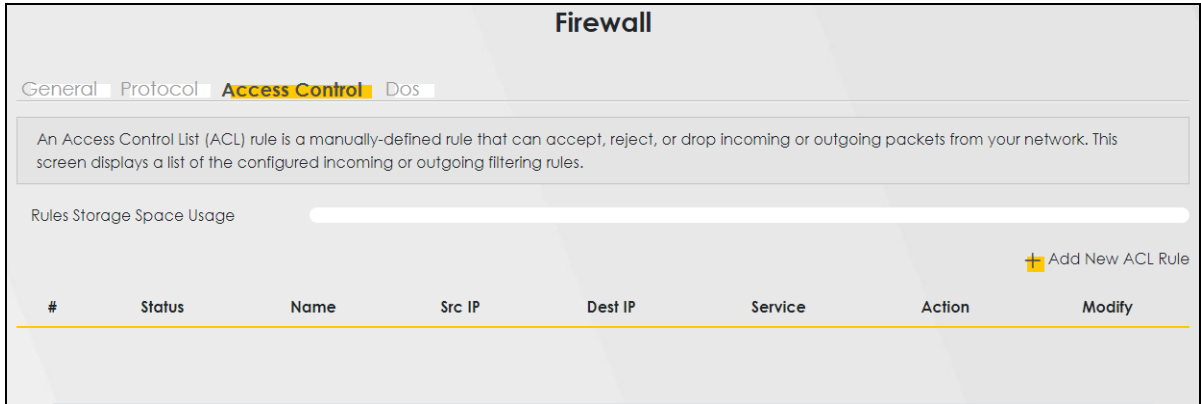 Firewall
General Protocol Access Control Dos
An Access Control List (ACL) rule is a manually-defined rule that can accept, reject, or drop incoming or outgoing packets from your network. This
screen displays a list of the configured incoming or outgoing filtering rules.
Rules Storage Space Usage
+ Add New ACL Rule
# Status Name Src IP Dest IP Service Action Modify